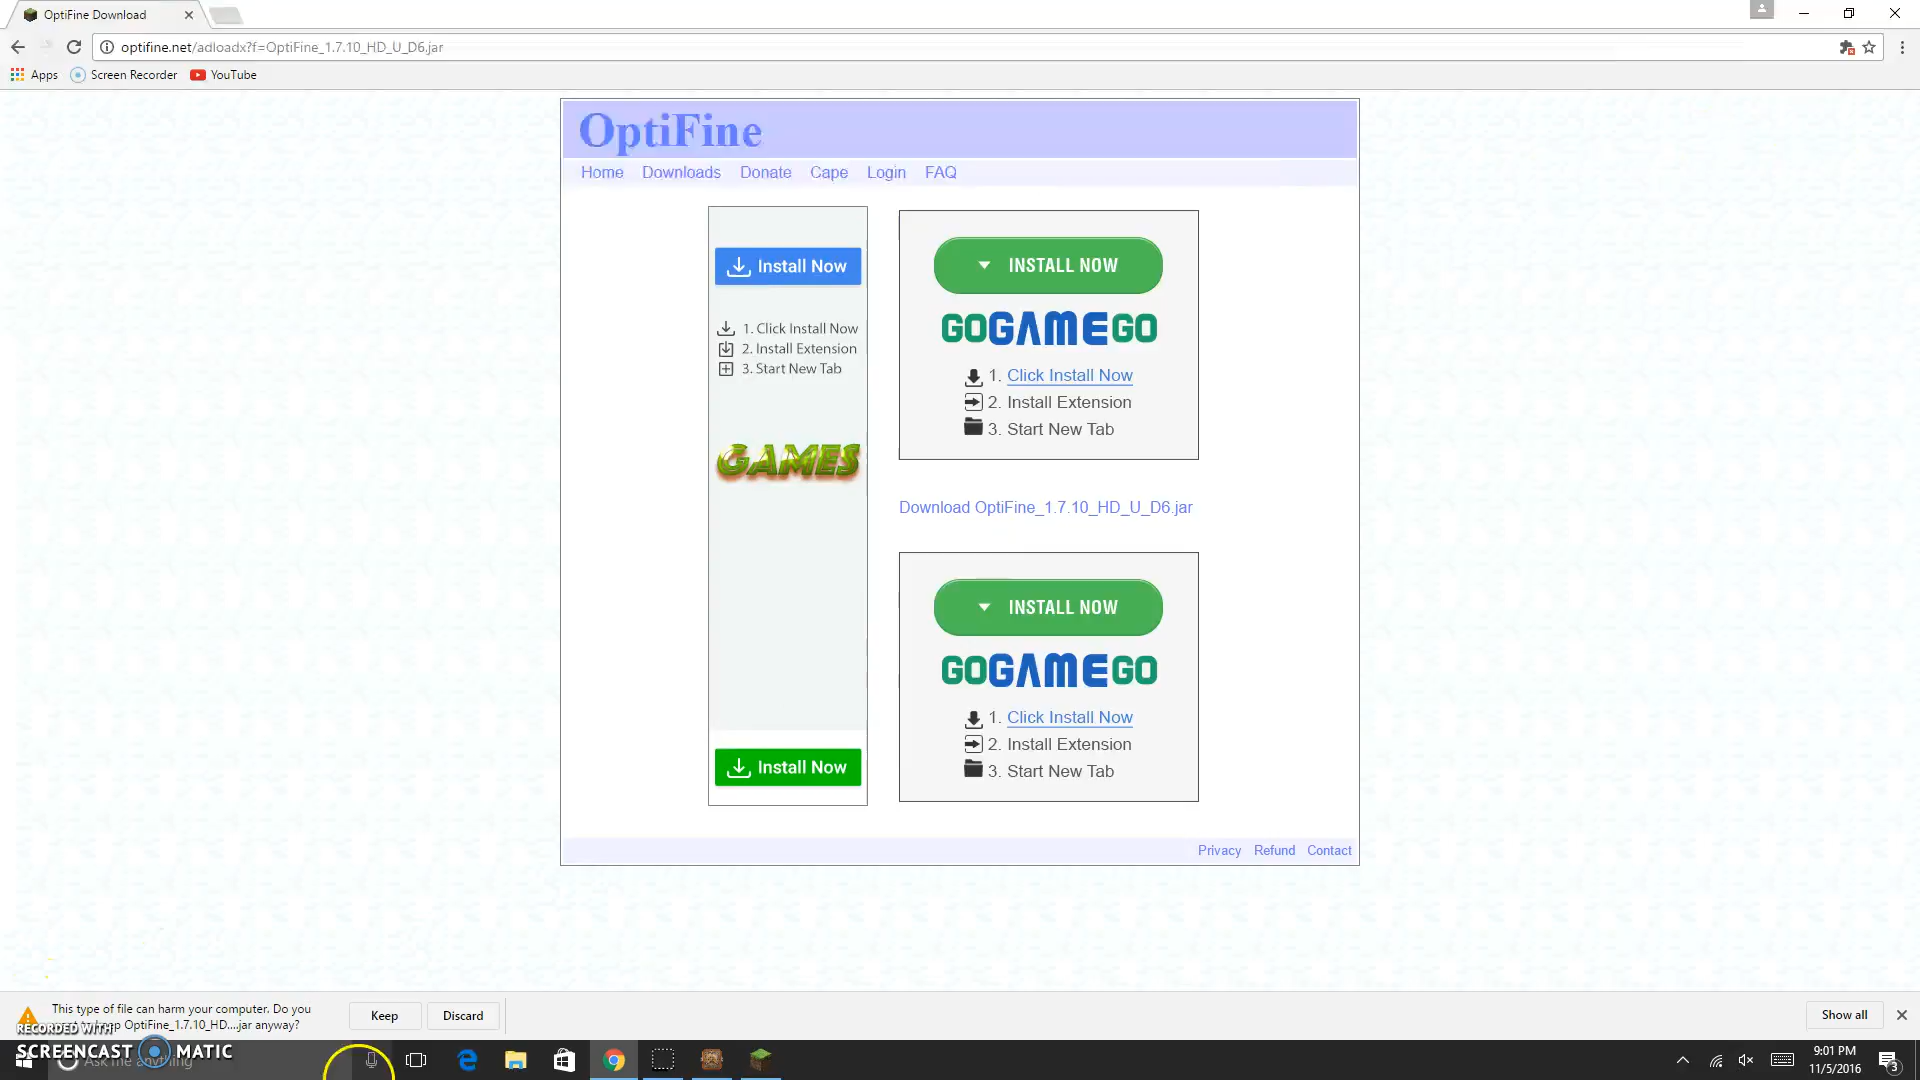 OptiFine Download
optifine.net/adloadx?f=OptiFine_1.7.10_HD_U_D6.jar
Apps Screen Recorder YouTube
OptiFine
Home Downloads Donate Cape Login FAQ
Install Now
1. Click Install Now
2. Install Extension
3. Start New Tab
GAMES
Install Now
INSTALL NOW
GOGAMEGO
1. Click Install Now
2. Install Extension
3. Start New Tab
Download OptiFine_1.7.10_HD_U_D6.jar
INSTALL NOW
GOGAMEGO
1. Click Install Now
2. Install Extension
3. Start New Tab
Privacy Refund Contact
This type of file can harm your computer. Do you
keep OptiFine_1.7.10_HD....jar anyway?
Keep Discard
Show all
RECORDED WITH
SCREENCAST MATIC
Ask me anything
9:01 PM
11/5/2016
3